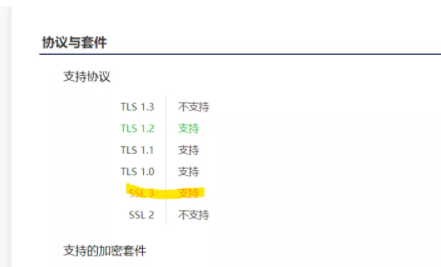 协议与套件
支持协议
TLS 1.3 不支持
TLS 1.2 支持
TLS 1.1 支持
TLS 1.0 支持
SSL 3 支持
SSL 2 不支持
支持的加密套件